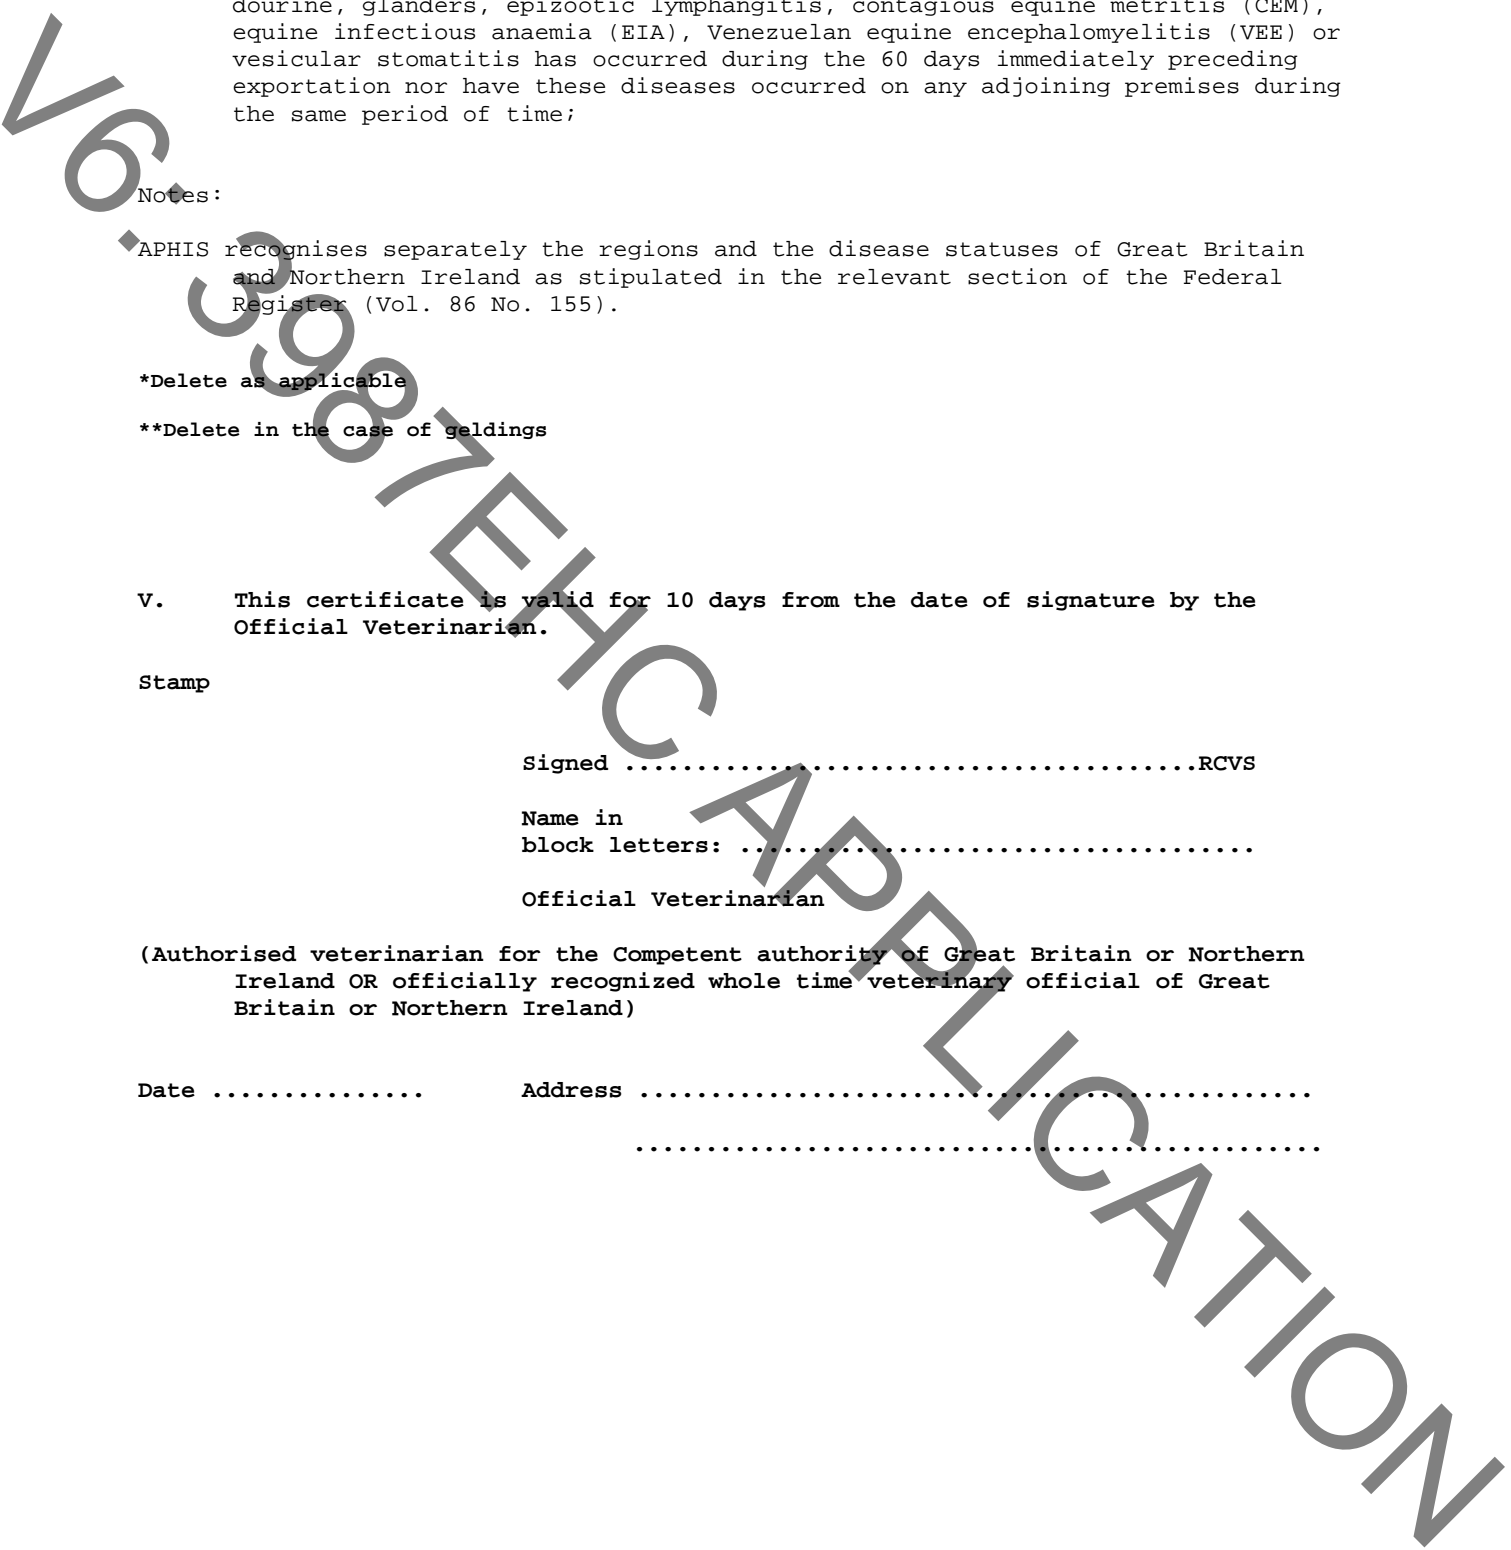 dourine, glanders, epizootic lymphangitis, contagious equine metritis (CEM),
equine infectious anaemia (EIA), Venezuelan equine encephalomyelitis (VEE) or
vesicular stomatitis has occurred during the 60 days immediately preceding
exportation nor have these diseases occurred on any adjoining premises during
the same period of time;
Notes:
APHIS recognises separately the regions and the disease statuses of Great Britain
and Northern Ireland as stipulated in the relevant section of the Federal
Register (Vol. 86 No. 155).
*Delete as applicable
**Delete in the case of geldings
V. This certificate is valid for 10 days from the date of signature by the
Official Veterinarian.
Stamp
Signed ........................................RCVS
Name in
block letters: ....................................
Official Veterinarian
(Authorised veterinarian for the Competent authority of Great Britain or Northern
Ireland OR officially recognized whole time veterinary official of Great
Britain or Northern Ireland)
Date ............... Address ...............................................
................................................
V6: 3987EHC APPLICATION